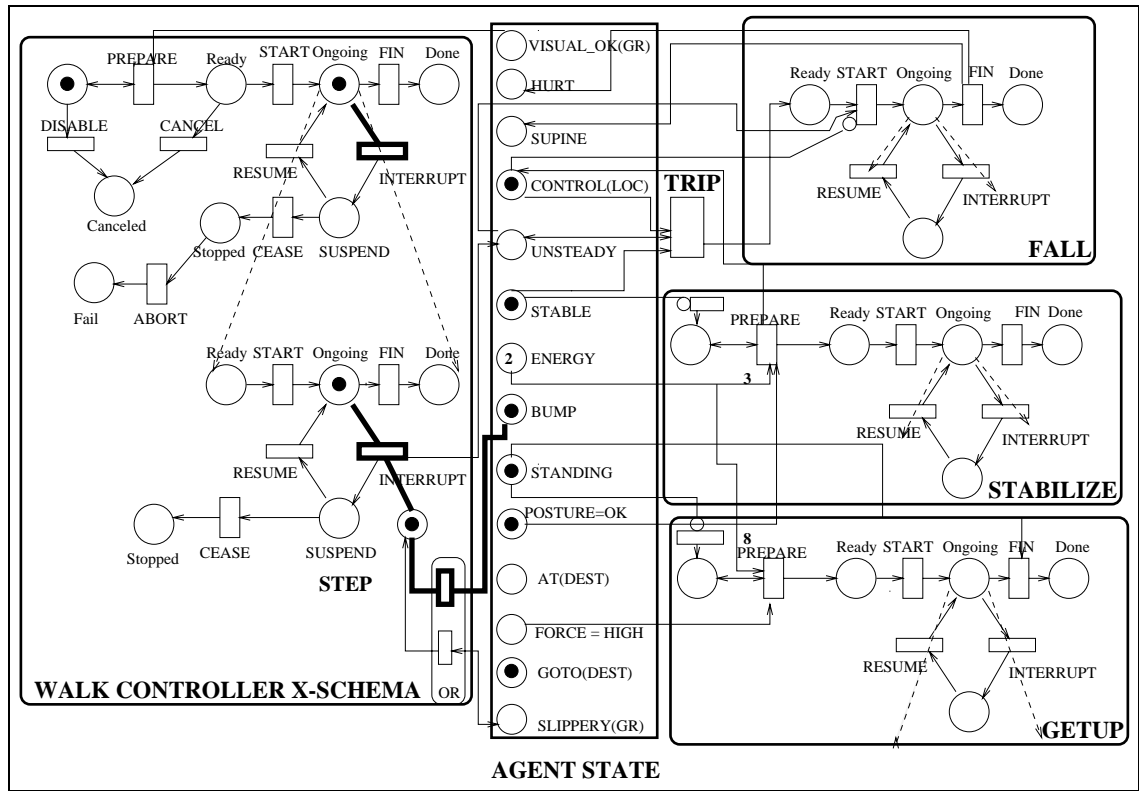 PREPARE
Ready
START
Ongoing
FIN
Done
DISABLE
CANCEL
RESUME
INTERRUPT
Canceled
Stopped
CEASE
SUSPEND
Fail
ABORT
Ready
START
Ongoing
FIN
Done
RESUME
INTERRUPT
Stopped
CEASE
SUSPEND
STEP
OR
WALK CONTROLLER X-SCHEMA
VISUAL_OK(GR)
HURT
SUPINE
CONTROL(LOC)
UNSTEADY
STABLE
2
ENERGY
BUMP
STANDING
POSTURE=OK
AT(DEST)
FORCE = HIGH
GOTO(DEST)
SLIPPERY(GR)
AGENT STATE
TRIP
Ready
START
Ongoing
FIN
Done
RESUME
INTERRUPT
FALL
PREPARE
Ready
START
Ongoing
FIN
Done
3
RESUME
INTERRUPT
STABILIZE
8
PREPARE
Ready
START
Ongoing
FIN
Done
RESUME
INTERRUPT
GETUP